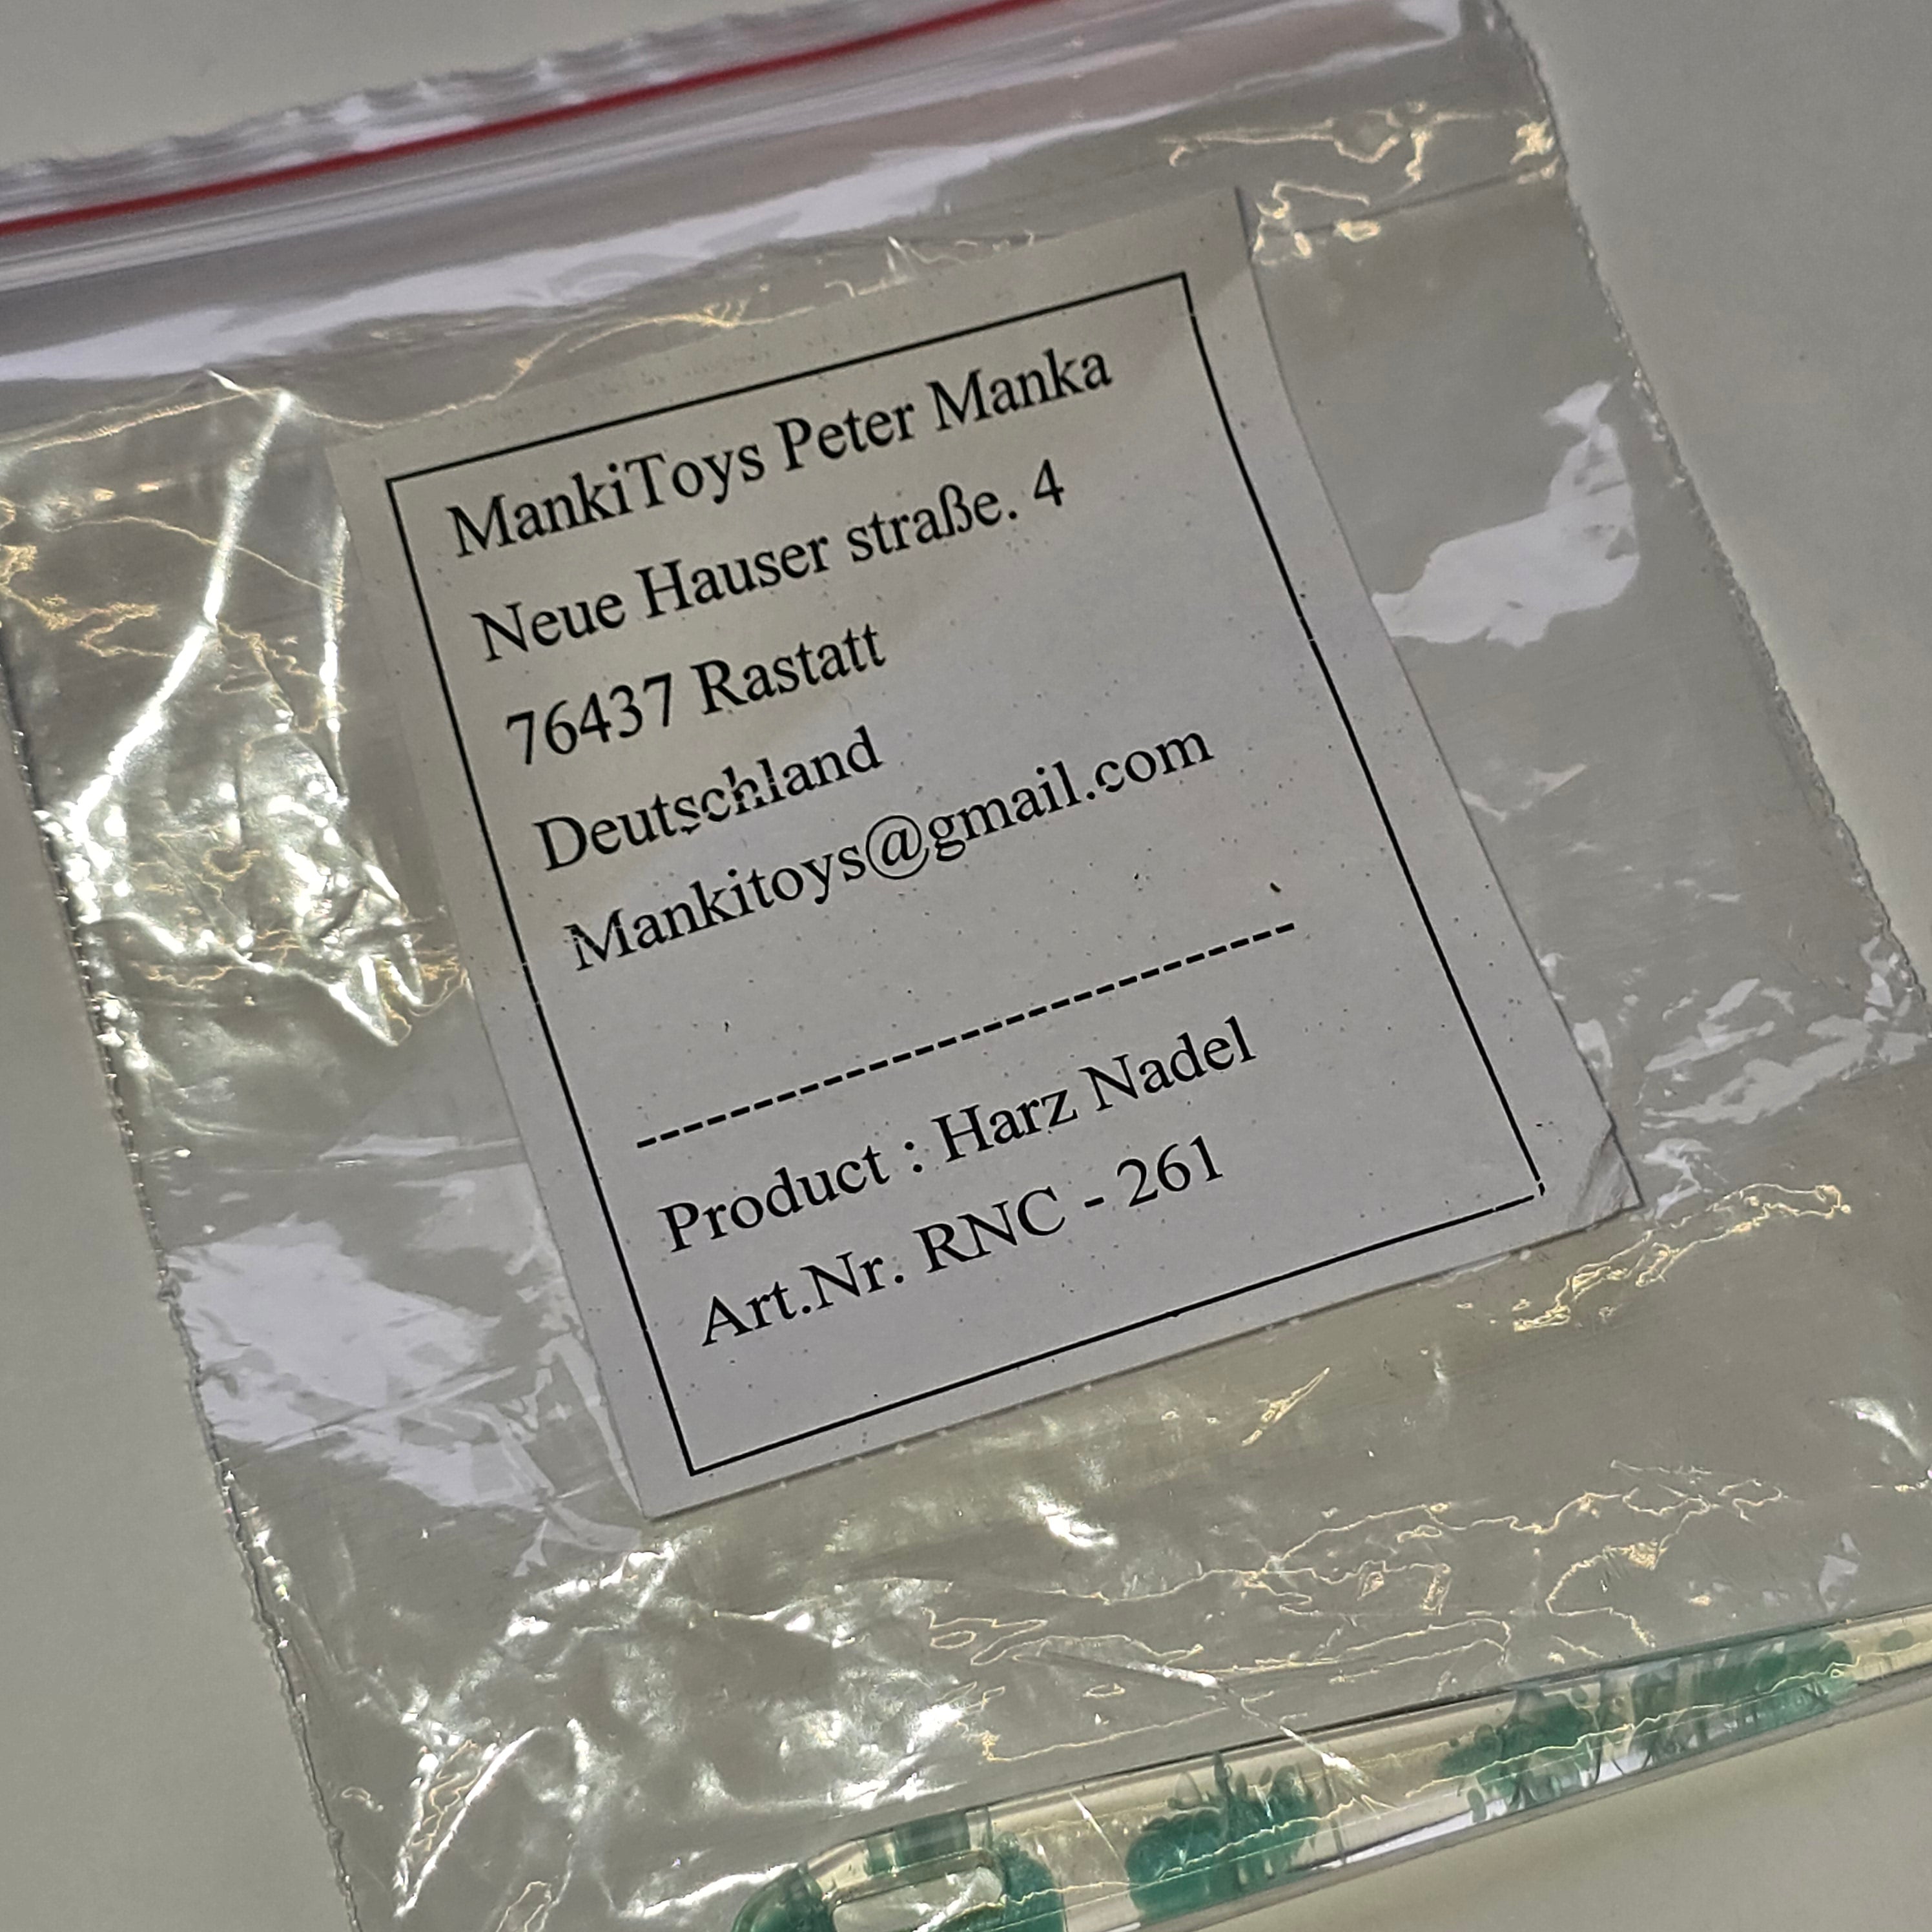 MankiToys Peter Manka
Neue Hauser straße. 4
76437 Rastatt
Deutschland
Mankitoys@gmail.com
------------------------------------
Product : Harz Nadel
Art.Nr. RNC - 261